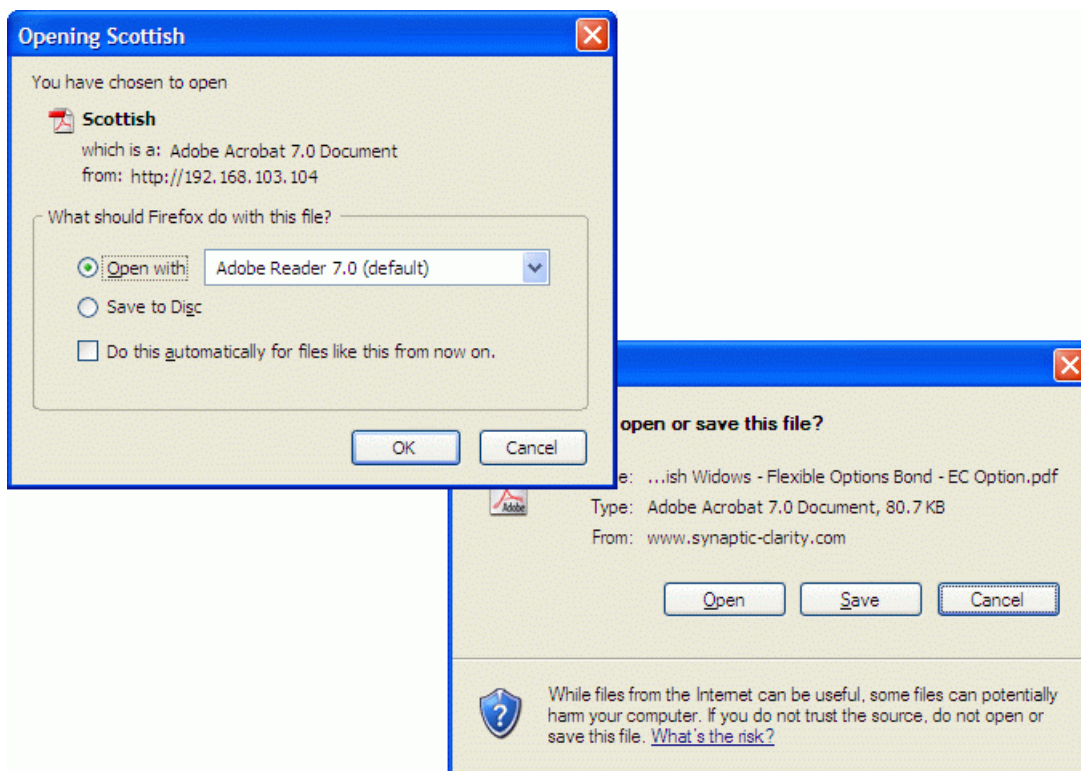 Opening Scottish
You have chosen to open
Scottish
which is a: Adobe Acrobat 7.0 Document
from: http://192.168.103.104
What should Firefox do with this file?
Open with Adobe Reader 7.0 (default)
Save to Disc
Do this automatically for files like this from now on.
OK Cancel
open or save this file?
e: ...ish Widows - Flexible Options Bond - EC Option.pdf
Adobe
Type: Adobe Acrobat 7.0 Document, 80.7 KB
From: www.synaptic-clarity.com
Open Save Cancel
While files from the Internet can be useful, some files can potentially
harm your computer. If you do not trust the source, do not open or
save this file. What's the risk?